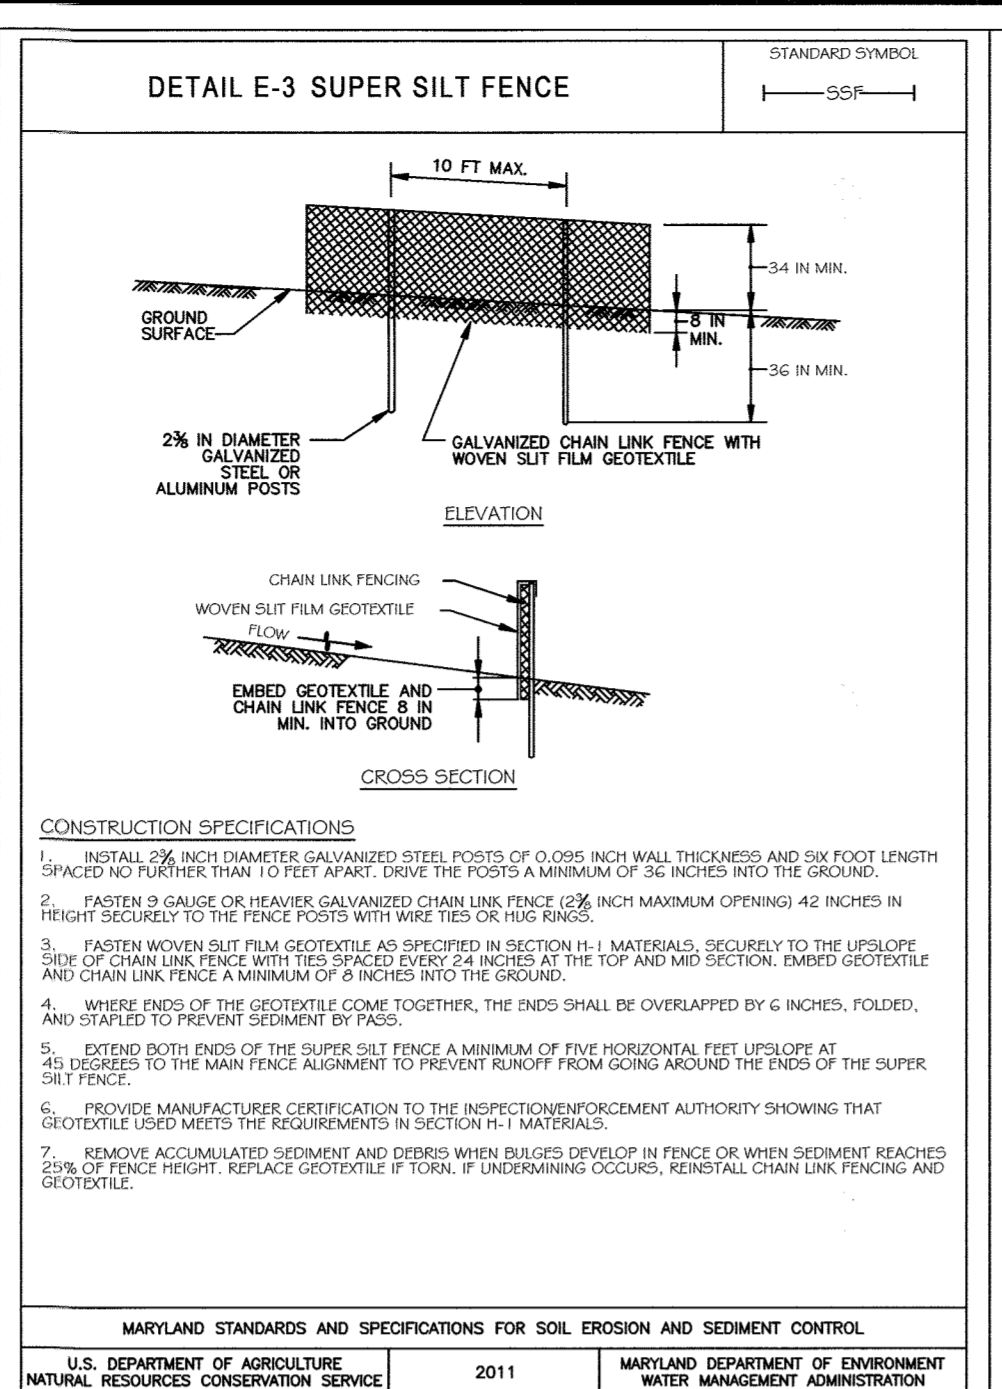 DETAIL E-3 SUPER SILT FENCE
STANDARD SYMBOL
SSF
10 FT MAX.
34 IN MIN.
GROUND
SURFACE
8 IN
MIN.
36 IN MIN.
2⅜ IN DIAMETER
GALVANIZED
STEEL OR
ALUMINUM POSTS
GALVANIZED CHAIN LINK FENCE WITH
WOVEN SLIT FILM GEOTEXTILE
ELEVATION
CHAIN LINK FENCING
WOVEN SLIT FILM GEOTEXTILE
FLOW
EMBED GEOTEXTILE AND
CHAIN LINK FENCE 8 IN
MIN. INTO GROUND
CROSS SECTION
CONSTRUCTION SPECIFICATIONS
1. INSTALL 2⅜ INCH DIAMETER GALVANIZED STEEL POSTS OF 0.095 INCH WALL THICKNESS AND SIX FOOT LENGTH
SPACED NO FURTHER THAN 10 FEET APART. DRIVE THE POSTS A MINIMUM OF 36 INCHES INTO THE GROUND.
2. FASTEN 9 GAUGE OR HEAVIER GALVANIZED CHAIN LINK FENCE (2⅜ INCH MAXIMUM OPENING) 42 INCHES IN
HEIGHT SECURELY TO THE FENCE POSTS WITH WIRE TIES OR HUG RINGS.
3. FASTEN WOVEN SLIT FILM GEOTEXTILE AS SPECIFIED IN SECTION H-1 MATERIALS, SECURELY TO THE UPSLOPE
SIDE OF CHAIN LINK FENCE WITH TIES SPACED EVERY 24 INCHES AT THE TOP AND MID SECTION. EMBED GEOTEXTILE
AND CHAIN LINK FENCE A MINIMUM OF 8 INCHES INTO THE GROUND.
4. WHERE ENDS OF THE GEOTEXTILE COME TOGETHER, THE ENDS SHALL BE OVERLAPPED BY 6 INCHES, FOLDED,
AND STAPLED TO PREVENT SEDIMENT BY PASS.
5. EXTEND BOTH ENDS OF THE SUPER SILT FENCE A MINIMUM OF FIVE HORIZONTAL FEET UPSLOPE AT
45 DEGREES TO THE MAIN FENCE ALIGNMENT TO PREVENT RUNOFF FROM GOING AROUND THE ENDS OF THE SUPER
SILT FENCE.
6. PROVIDE MANUFACTURER CERTIFICATION TO THE INSPECTION/ENFORCEMENT AUTHORITY SHOWING THAT
GEOTEXTILE USED MEETS THE REQUIREMENTS IN SECTION H-1 MATERIALS.
7. REMOVE ACCUMULATED SEDIMENT AND DEBRIS WHEN BULGES DEVELOP IN FENCE OR WHEN SEDIMENT REACHES
25% OF FENCE HEIGHT. REPLACE GEOTEXTILE IF TORN. IF UNDERMINING OCCURS, REINSTALL CHAIN LINK FENCING AND
GEOTEXTILE.
MARYLAND STANDARDS AND SPECIFICATIONS FOR SOIL EROSION AND SEDIMENT CONTROL
U.S. DEPARTMENT OF AGRICULTURE
NATURAL RESOURCES CONSERVATION SERVICE
2011
MARYLAND DEPARTMENT OF ENVIRONMENT
WATER MANAGEMENT ADMINISTRATION